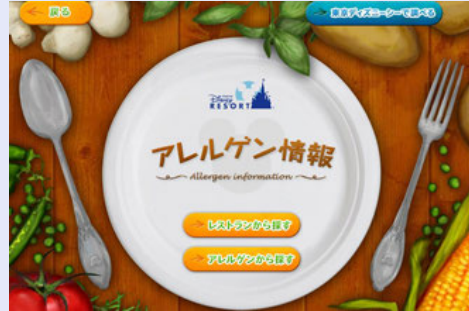 戻る
東京ディズニーシーで調べる
Disney
RESORT
アレルゲン情報
Allergen information
レストランから探す
アレルゲンから探す